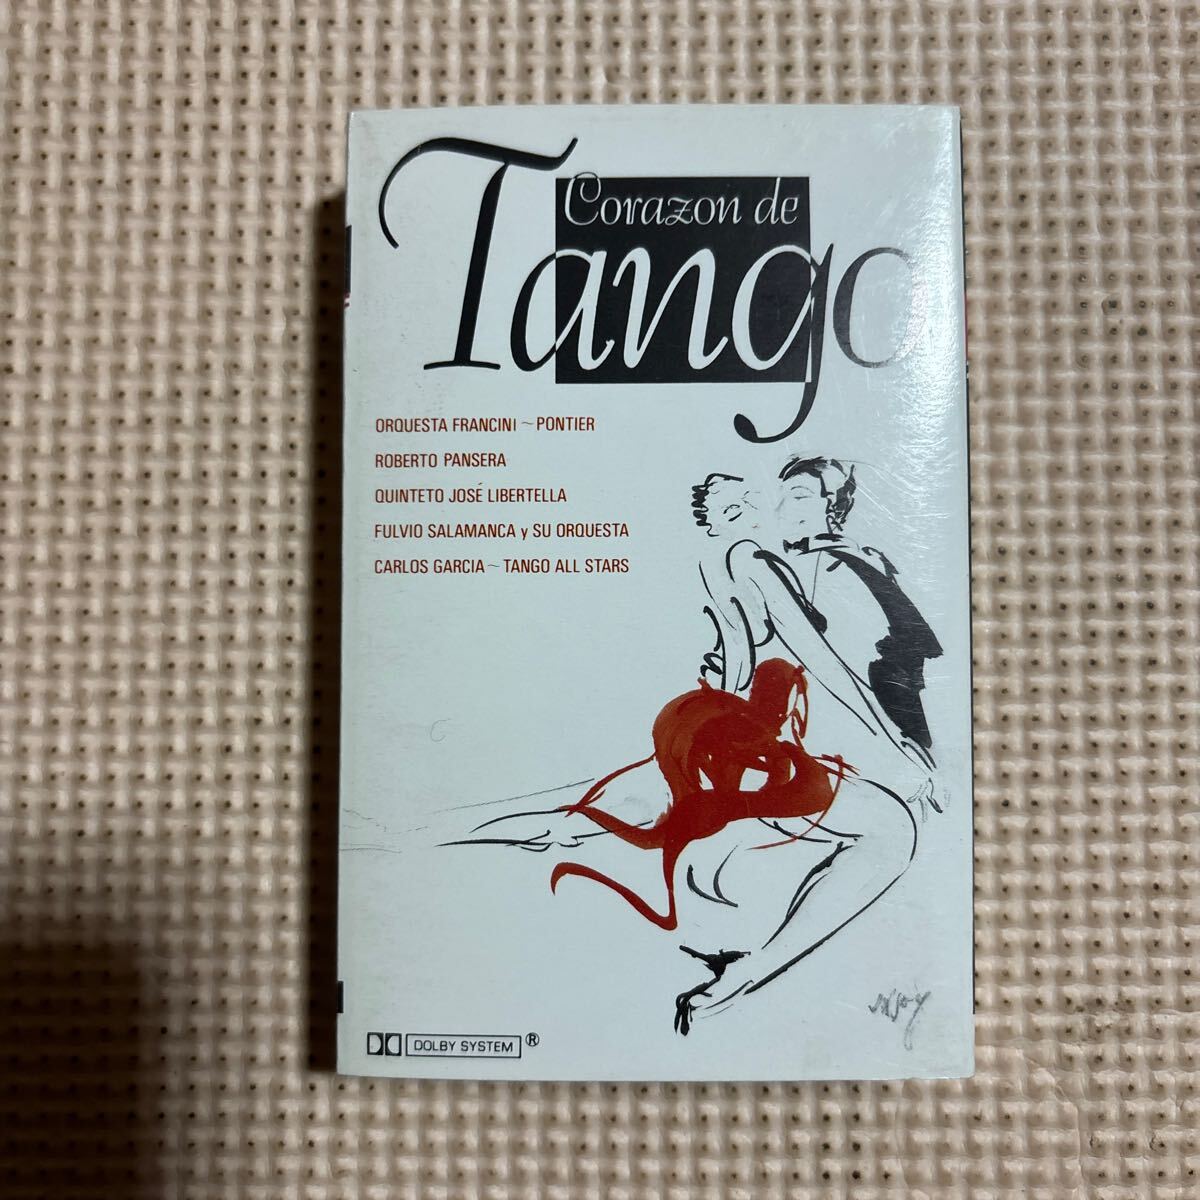 Corazon de
Tango
ORQUESTA FRANCINI ~ PONTIER
ROBERTO PANSERA
QUINTETO JOSÉ LIBERTELLA
FULVIO SALAMANCA y SU ORQUESTA
CARLOS GARCIA ~ TANGO ALL STARS
DOLBY SYSTEM ®